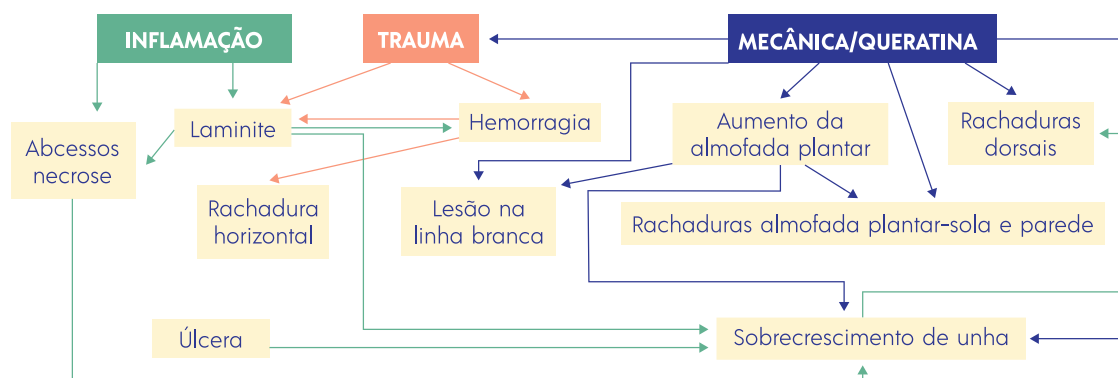 INFLAMAÇÃO
TRAUMA
MECÂNICA/QUERATINA
Abcessos
necrose
Laminite
Hemorragia
Aumento da
almofada plantar
Rachaduras
dorsais
Rachadura
horizontal
Lesão na
linha branca
Rachaduras almofada plantar-sola e parede
Úlcera
Sobrecrescimento de unha